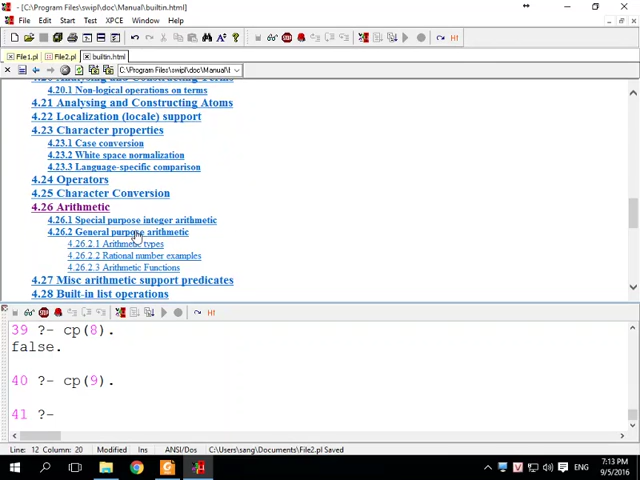 - [C:\Program Files\swipl\doc\Manual\builtin.html]
File Edit Start Test XPCE Window Help
File1.pl File2.pl builtin.html
C:\Program Files\swipl\doc\Manual\
4.20 Analysing and Constructing Terms
4.20.1 Non-logical operations on terms
4.21 Analysing and Constructing Atoms
4.22 Localization (locale) support
4.23 Character properties
4.23.1 Case conversion
4.23.2 White space normalization
4.23.3 Language-specific comparison
4.24 Operators
4.25 Character Conversion
4.26 Arithmetic
4.26.1 Special purpose integer arithmetic
4.26.2 General purpose arithmetic
4.26.2.1 Arithmetic types
4.26.2.2 Rational number examples
4.26.2.3 Arithmetic Functions
4.27 Misc arithmetic support predicates
4.28 Built-in list operations
39 ?- cp(8).
false.
40 ?- cp(9).
41 ?-
Line: 12 Column: 20 Modified Ins ANSI/Dos C:\Users\sang\Documents\File2.pl Saved
ENG
7:13 PM
9/5/2016